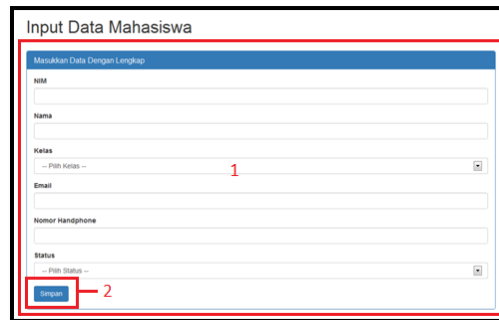 Input Data Mahasiswa
Masukkan Data Dengan Lengkap
NIM
Nama
Kelas
-- Pilih Kelas --
1
Email
Nomor Handphone
Status
-- Pilih Status --
Simpan
2